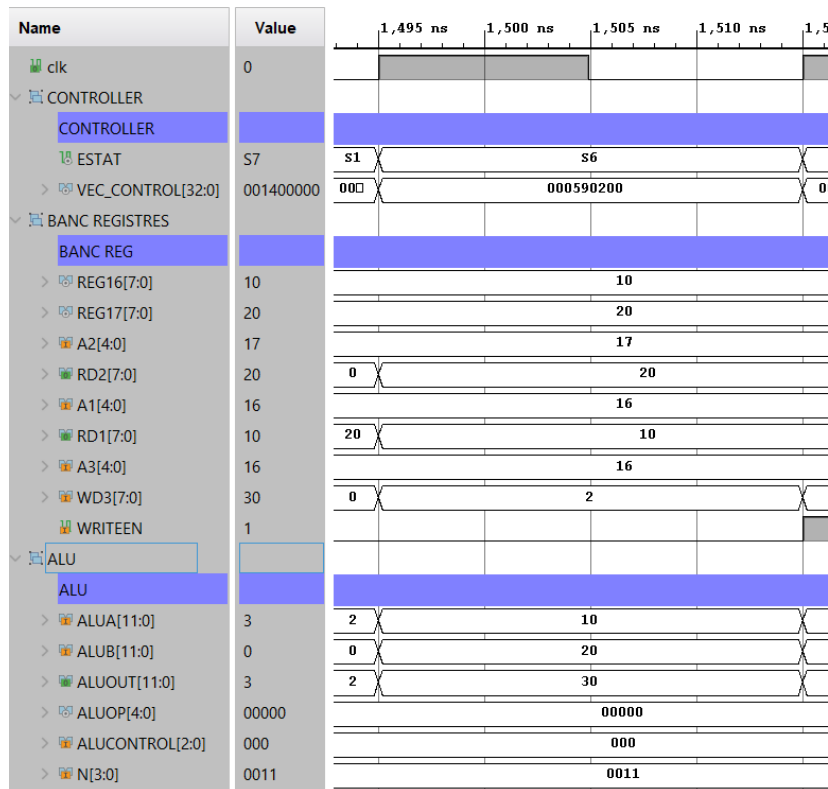 Name Value 1,495 ns 1,500 ns 1,505 ns 1,510 ns 1,5
clk 0
CONTROLLER
CONTROLLER
ESTAT S7 S1 S6
VEC_CONTROL[32:0] 001400000 00 000590200 0
BANC REGISTRES
BANC REG
REG16[7:0] 10 10
REG17[7:0] 20 20
A2[4:0] 17 17
RD2[7:0] 20 0 20
A1[4:0] 16 16
RD1[7:0] 10 20 10
A3[4:0] 16 16
WD3[7:0] 30 0 2
WRITEEN 1
ALU
ALU
ALUA[11:0] 3 2 10
ALUB[11:0] 0 0 20
ALUOUT[11:0] 3 2 30
ALUOP[4:0] 00000 00000
ALUCONTROL[2:0] 000 000
N[3:0] 0011 0011